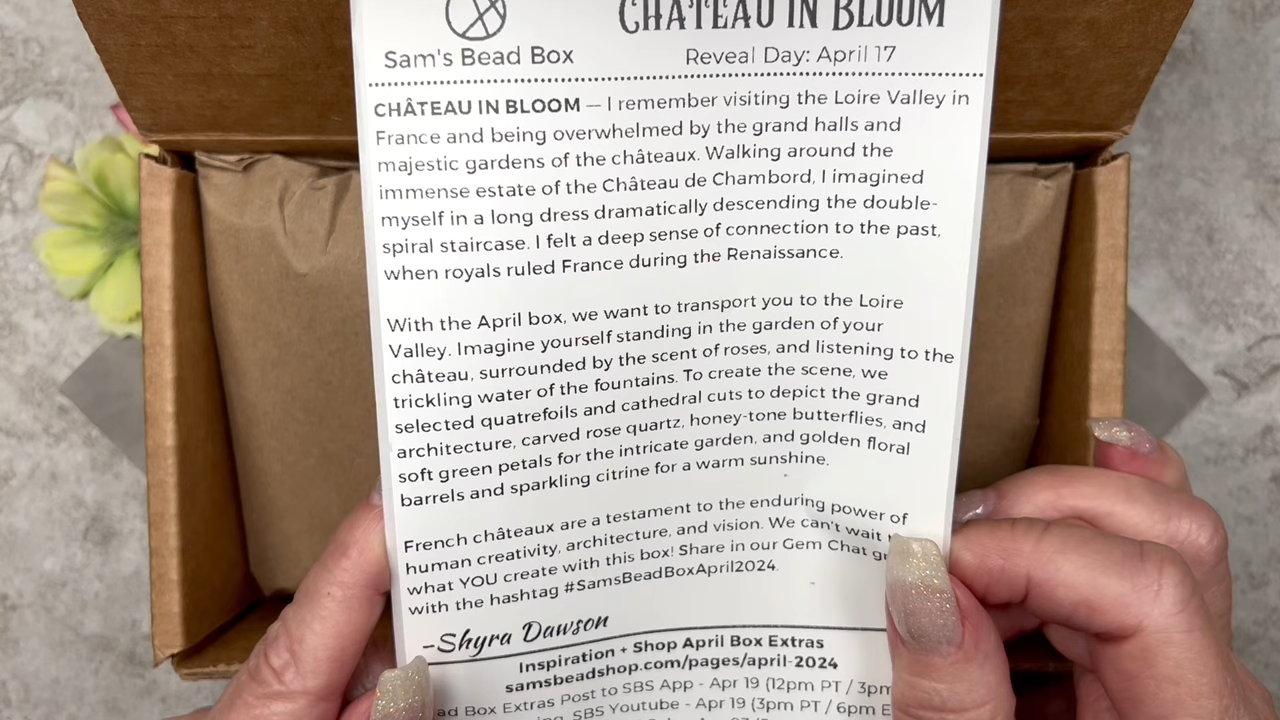 CHÂTEAU IN BLOOM
Sam's Bead Box
Reveal Day: April 17
CHÂTEAU IN BLOOM — I remember visiting the Loire Valley in
France and being overwhelmed by the grand halls and
majestic gardens of the châteaux. Walking around the
immense estate of the Château de Chambord, I imagined
myself in a long dress dramatically descending the double-
spiral staircase. I felt a deep sense of connection to the past,
when royals ruled France during the Renaissance.
With the April box, we want to transport you to the Loire
Valley. Imagine yourself standing in the garden of your
château, surrounded by the scent of roses, and listening to the
trickling water of the fountains. To create the scene, we
selected quatrefoils and cathedral cuts to depict the grand
architecture, carved rose quartz, honey-tone butterflies, and
soft green petals for the intricate garden, and golden floral
barrels and sparkling citrine for a warm sunshine.
French châteaux are a testament to the enduring power of
human creativity, architecture, and vision. We can't wait
what YOU create with this box! Share in our Gem Chat
with the hashtag #SamsBeadBoxApril2024.
–Shyra Dawson
Inspiration + Shop April Box Extras
samsbeadshop.com/pages/april-2024
Box Extras Post to SBS App - Apr 19 (12pm PT / 3pm
SBS Youtube - Apr 19 (3pm PT / 6pm E